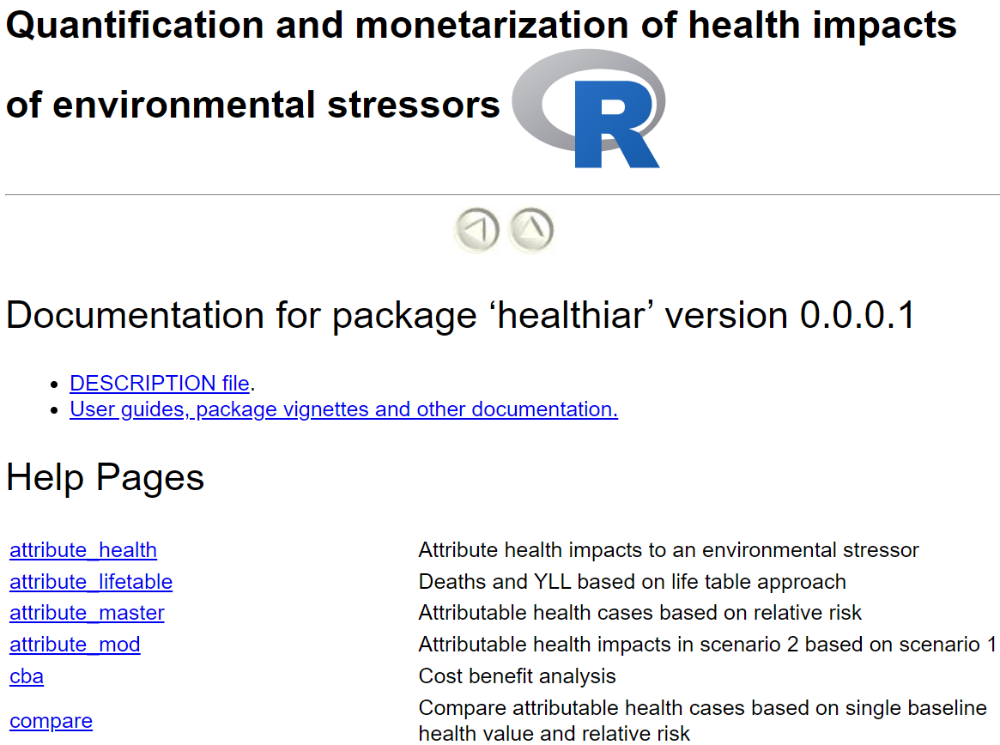 Quantification and monetarization of health impacts
of environmental stressors R
Documentation for package ‘healthiar’ version 0.0.0.1
• DESCRIPTION file.
• User guides, package vignettes and other documentation.
Help Pages
attribute_health Attribute health impacts to an environmental stressor
attribute_lifetable Deaths and YLL based on life table approach
attribute_master Attributable health cases based on relative risk
attribute_mod Attributable health impacts in scenario 2 based on scenario 1
cba Cost benefit analysis
compare Compare attributable health cases based on single baseline
health value and relative risk